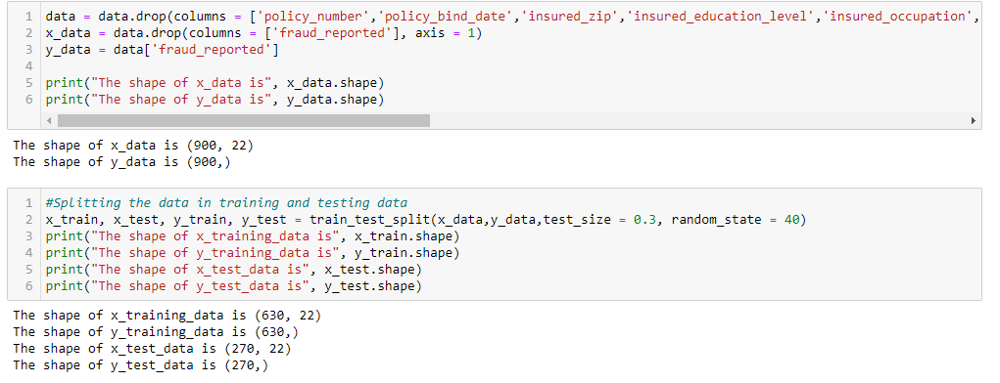 1 data = data.drop(columns = ['policy_number','policy_bind_date','insured_zip','insured_education_level','insured_occupation',
2 x_data = data.drop(columns = ['fraud_reported'], axis = 1)
3 y_data = data['fraud_reported']
4
5 print("The shape of x_data is", x_data.shape)
6 print("The shape of y_data is", y_data.shape)
The shape of x_data is (900, 22)
The shape of y_data is (900,)
1 #Splitting the data in training and testing data
2 x_train, x_test, y_train, y_test = train_test_split(x_data,y_data,test_size = 0.3, random_state = 40)
3 print("The shape of x_training_data is", x_train.shape)
4 print("The shape of y_training_data is", y_train.shape)
5 print("The shape of x_test_data is", x_test.shape)
6 print("The shape of y_test_data is", y_test.shape)
The shape of x_training_data is (630, 22)
The shape of y_training_data is (630,)
The shape of x_test_data is (270, 22)
The shape of y_test_data is (270,)